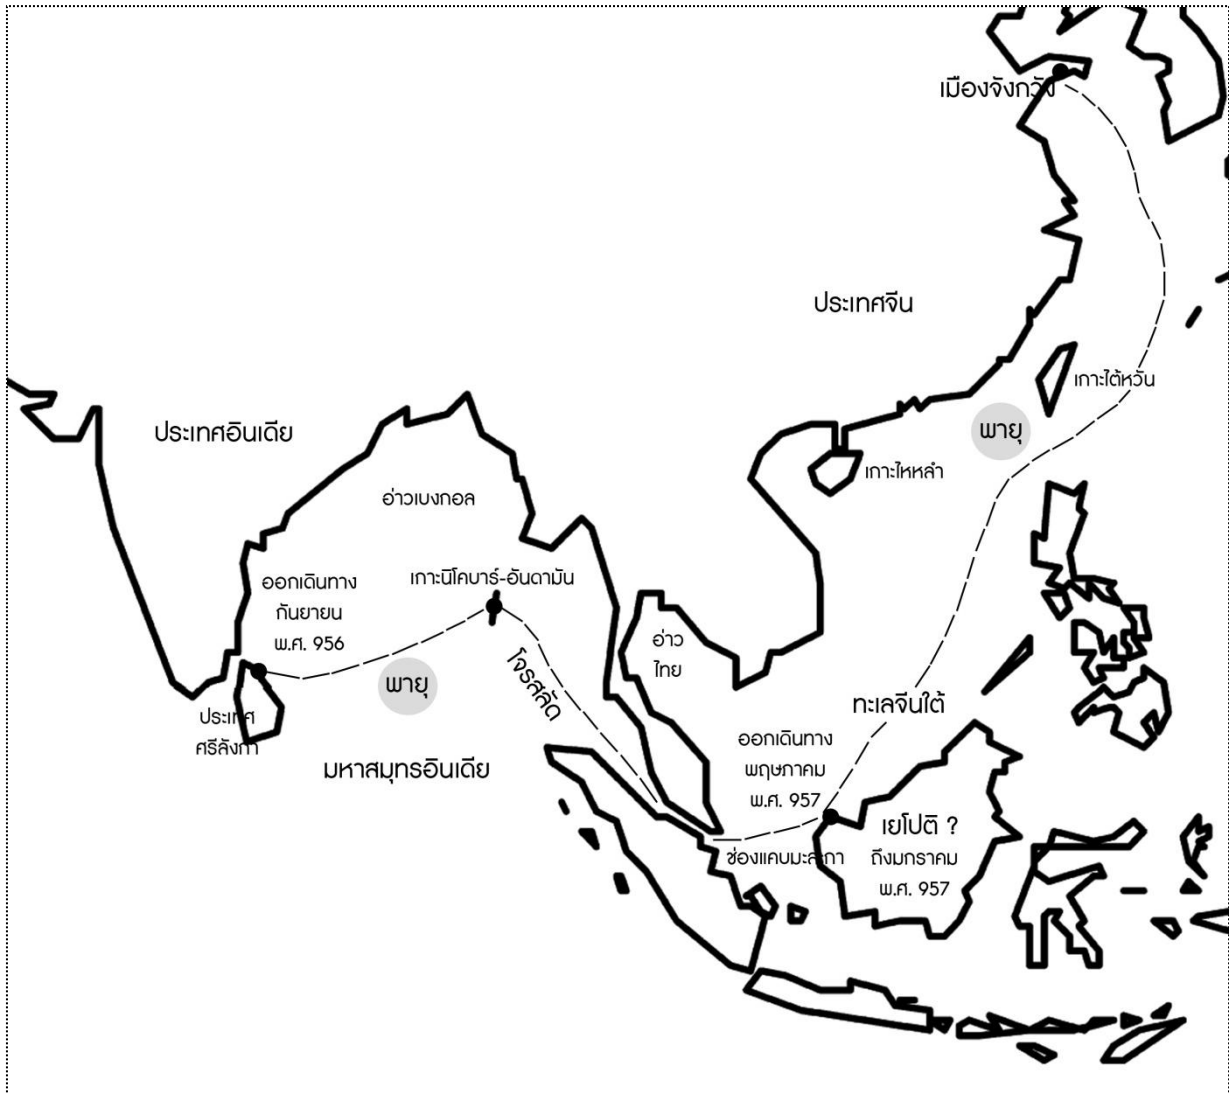 เมืองจังกวัง
ประเทศจีน
เกาะไต้หวัน
พายุ
ประเทศอินเดีย
เกาะไหหลำ
อ่าวเบงกอล
ออกเดินทาง
กันยายน
พ.ศ. 956
เกาะนิโคบาร์-อันดามัน
อ่าว
ไทย
โจรสลัด
พายุ
ประเทศ
ศรีลังกา
มหาสมุทรอินเดีย
ทะเลจีนใต้
ออกเดินทาง
พฤษภาคม
พ.ศ. 957
เยโปติ ?
ถึงมกราคม
พ.ศ. 957
ช่องแคบมะละกา